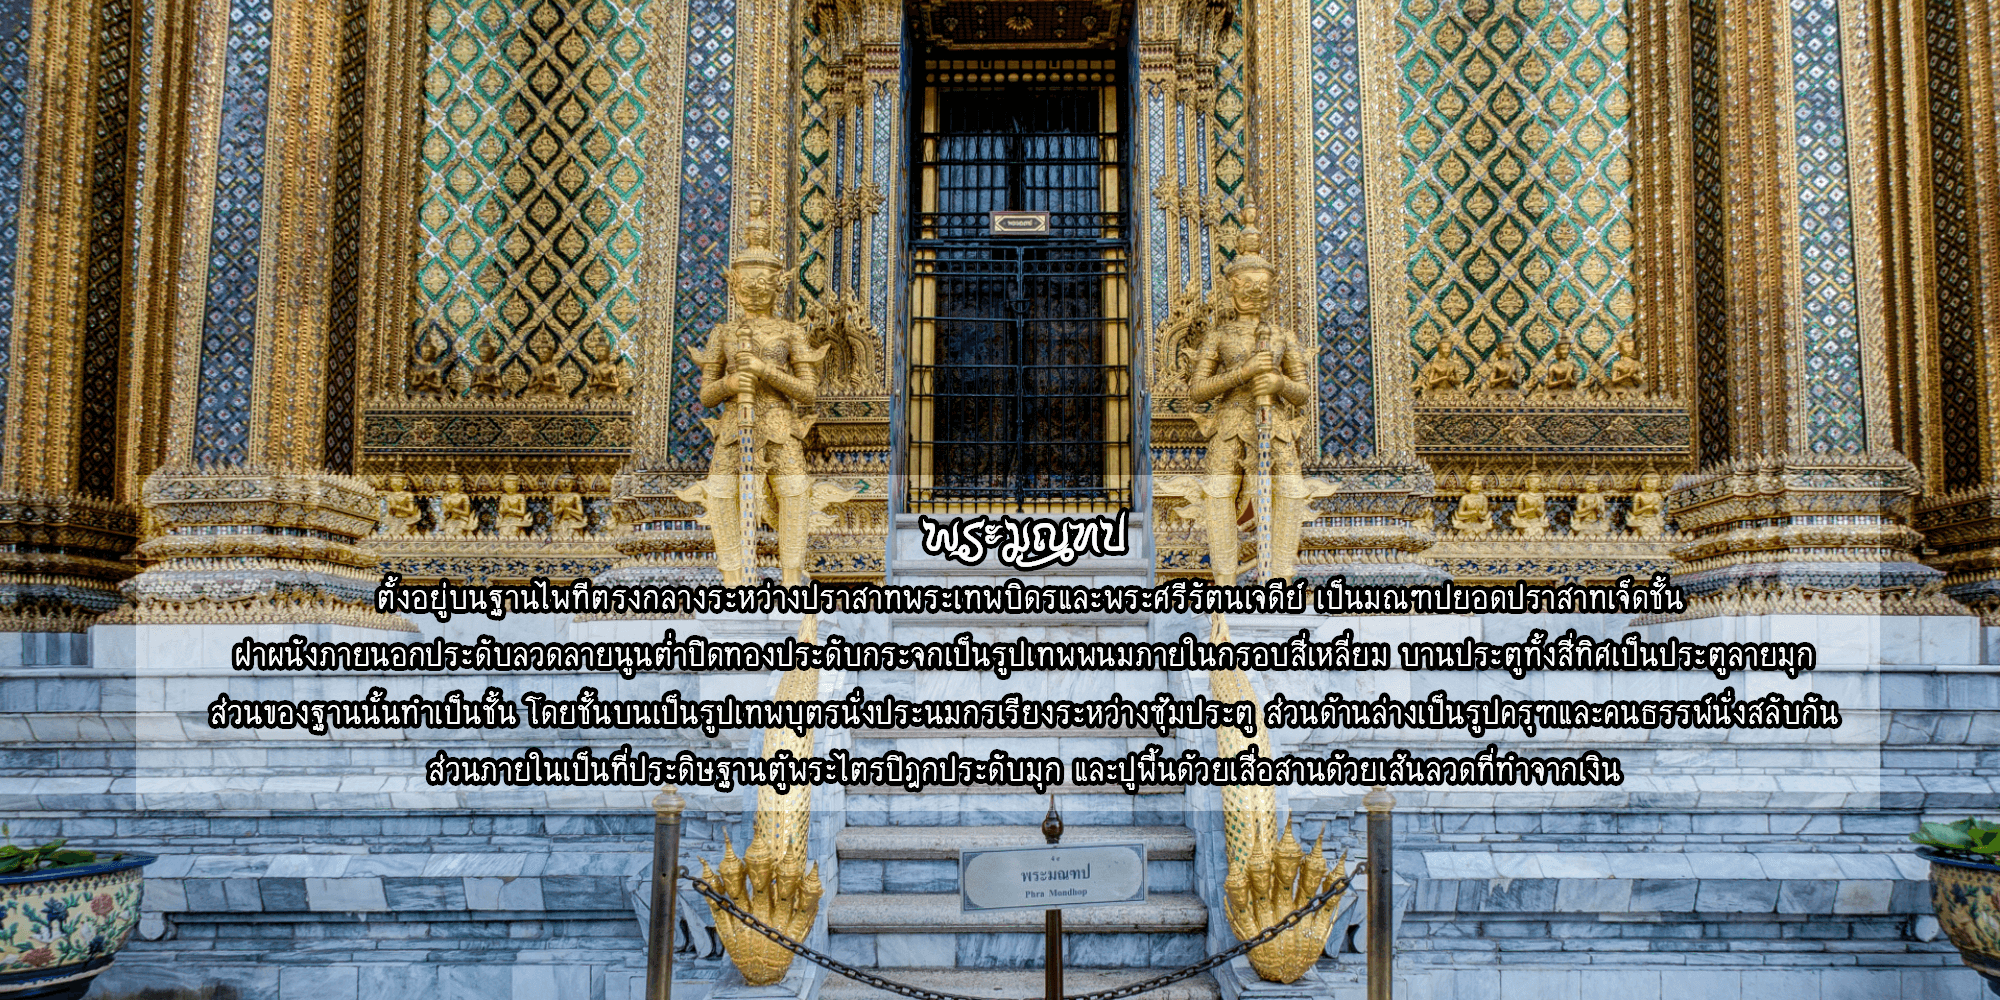 พระมณฑป
ตั้งอยู่บนฐานไพทีตรงกลางระหว่างปราสาทพระเทพบิดรและพระศรีรัตนเจดีย์ เป็นมณฑปยอดปราสาทเจ็ดชั้น
ฝาผนังภายนอกประดับลวดลายนูนต่ำปิดทองประดับกระจกเป็นรูปเทพพนมภายในกรอบสี่เหลี่ยม บานประตูทั้งสี่ทิศเป็นประตูลายมุก
ส่วนของฐานนั้นทำเป็นชั้น โดยชั้นบนเป็นรูปเทพบุตรนั่งประนมกรเรียงระหว่างซุ้มประตู ส่วนด้านล่างเป็นรูปครุฑและคนธรรพ์นั่งสลับกัน
ส่วนภายในเป็นที่ประดิษฐานตู้พระไตรปิฎกประดับมุก และปูพื้นด้วยเสื่อสานด้วยเส้นลวดที่ทำจากเงิน
พระมณฑป
Phra Mondhop